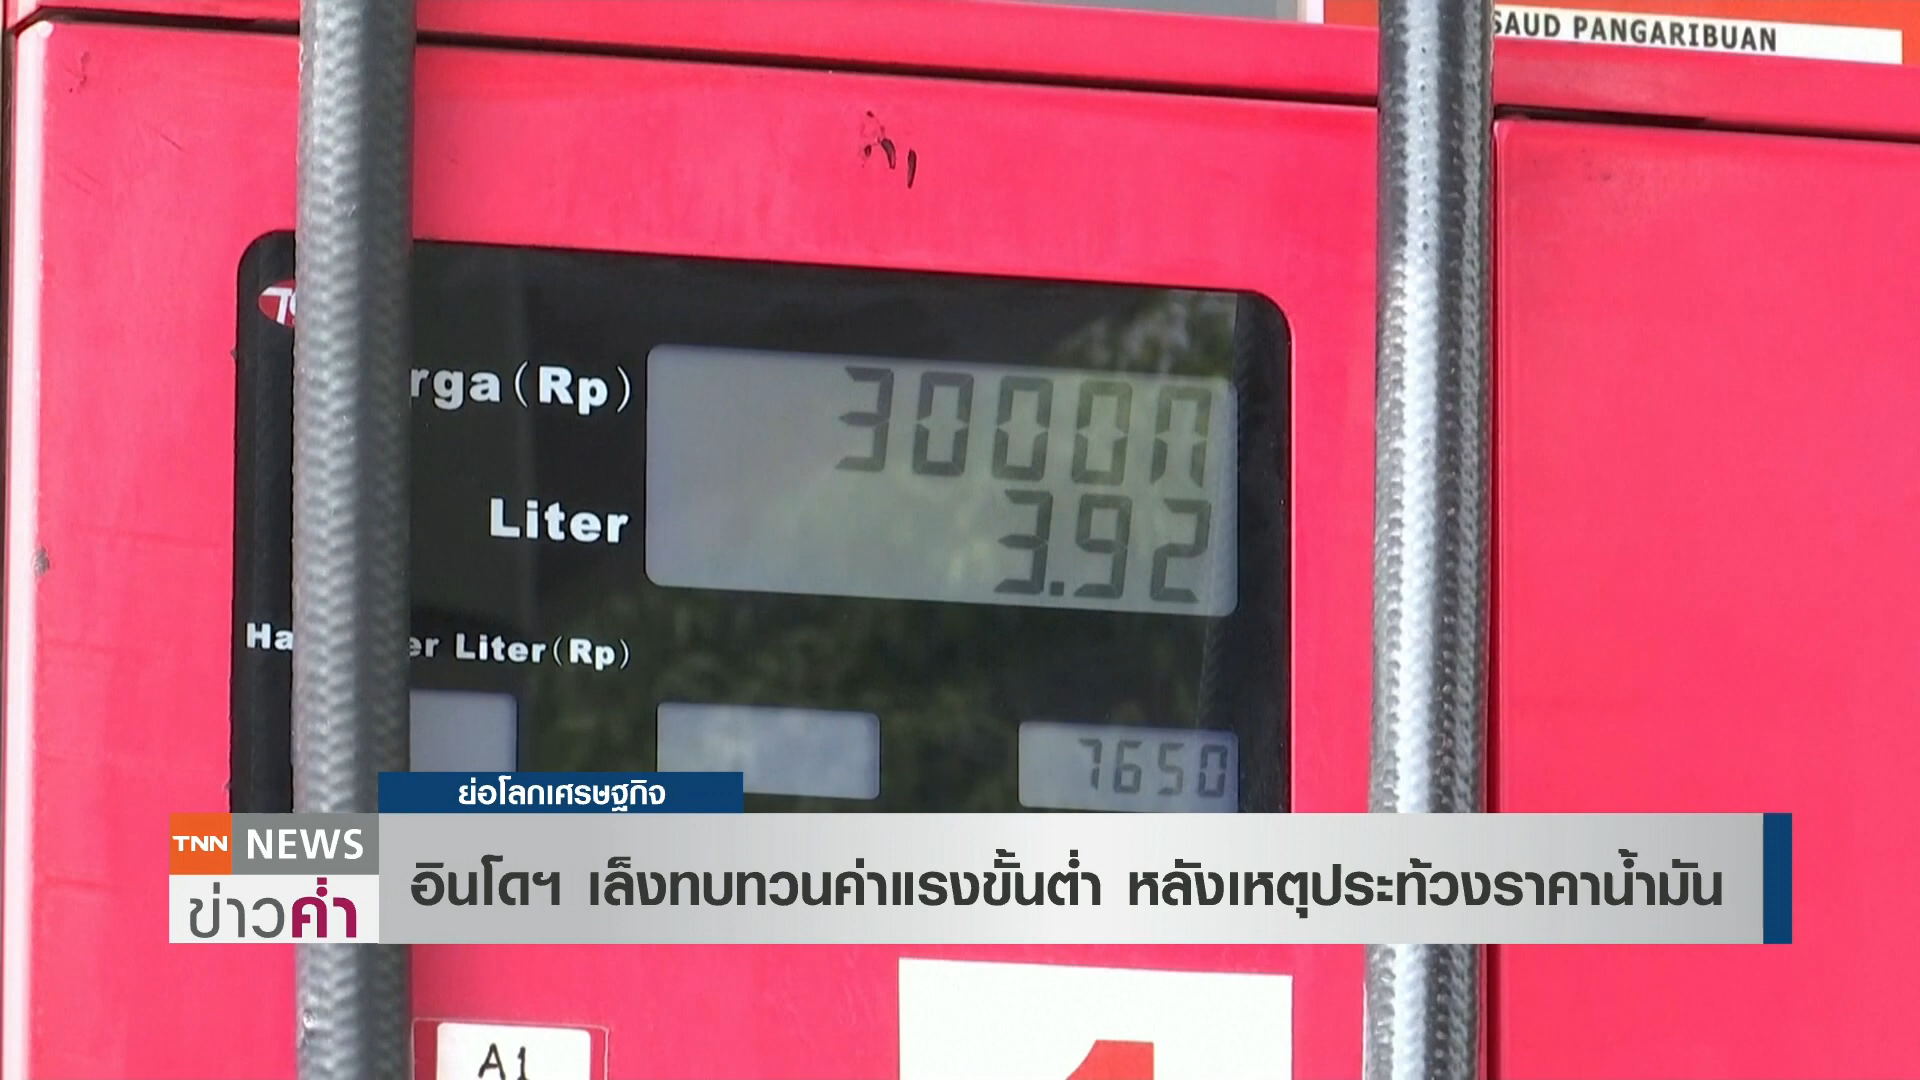 SAUD PANGARIBUAN
rga (Rp)
30000
Liter
3.92
Ha er Liter (Rp)
7650
ย่อโลกเศรษฐกิจ
TNN NEWS
ข่าวค่ำ
อินโดฯ เล็งทบทวนค่าแรงขั้นต่ำ หลังเหตุประท้วงราคาน้ำมัน
A1
1